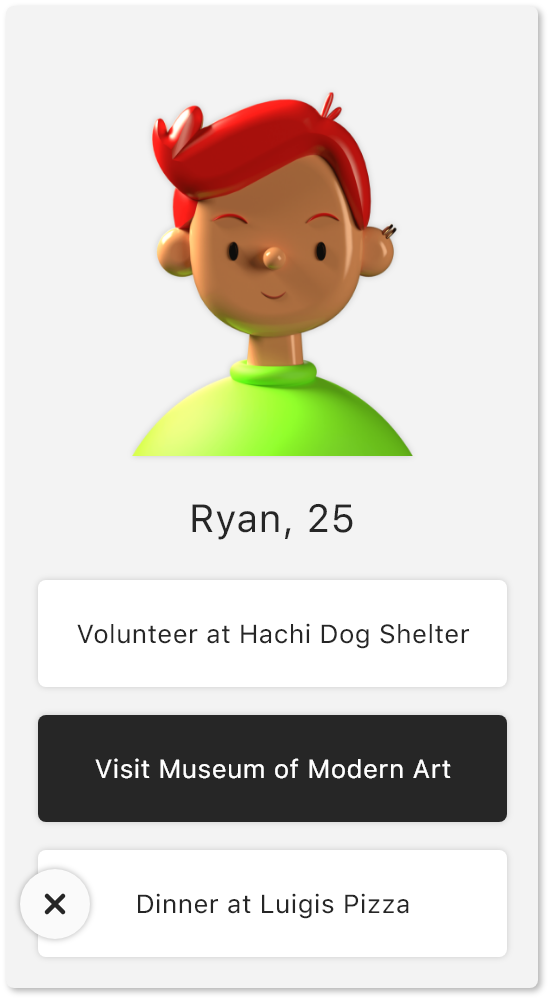 Ryan, 25
Volunteer at Hachi Dog Shelter
Visit Museum of Modern Art
Dinner at Luigis Pizza